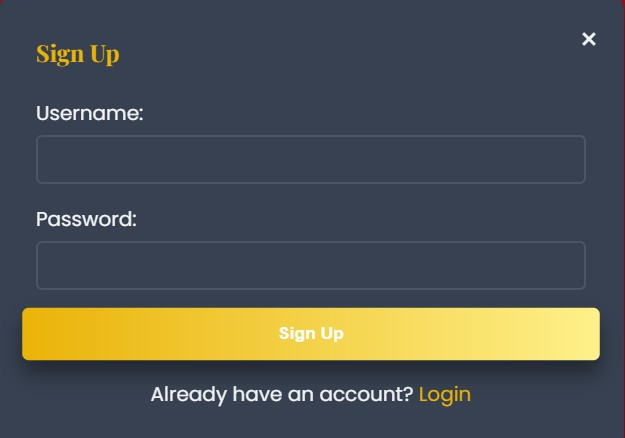 Sign Up
×
Username:
Password:
Sign Up
Already have an account? Login